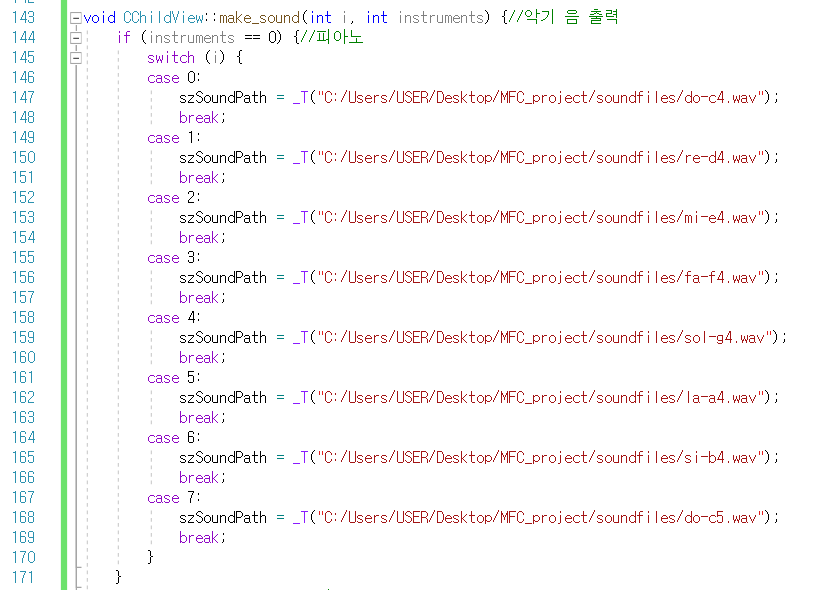 143 void CChildView::make_sound(int i, int instruments) {//악기 음 출력
144 if (instruments == 0) {//피아노
145 switch (i) {
146 case 0:
147 szSoundPath = _T("C:/Users/USER/Desktop/MFC_project/soundfiles/do-c4.wav");
148 break;
149 case 1:
150 szSoundPath = _T("C:/Users/USER/Desktop/MFC_project/soundfiles/re-d4.wav");
151 break;
152 case 2:
153 szSoundPath = _T("C:/Users/USER/Desktop/MFC_project/soundfiles/mi-e4.wav");
154 break;
155 case 3:
156 szSoundPath = _T("C:/Users/USER/Desktop/MFC_project/soundfiles/fa-f4.wav");
157 break;
158 case 4:
159 szSoundPath = _T("C:/Users/USER/Desktop/MFC_project/soundfiles/sol-g4.wav");
160 break;
161 case 5:
162 szSoundPath = _T("C:/Users/USER/Desktop/MFC_project/soundfiles/la-a4.wav");
163 break;
164 case 6:
165 szSoundPath = _T("C:/Users/USER/Desktop/MFC_project/soundfiles/si-b4.wav");
166 break;
167 case 7:
168 szSoundPath = _T("C:/Users/USER/Desktop/MFC_project/soundfiles/do-c5.wav");
169 break;
170 }
171 }